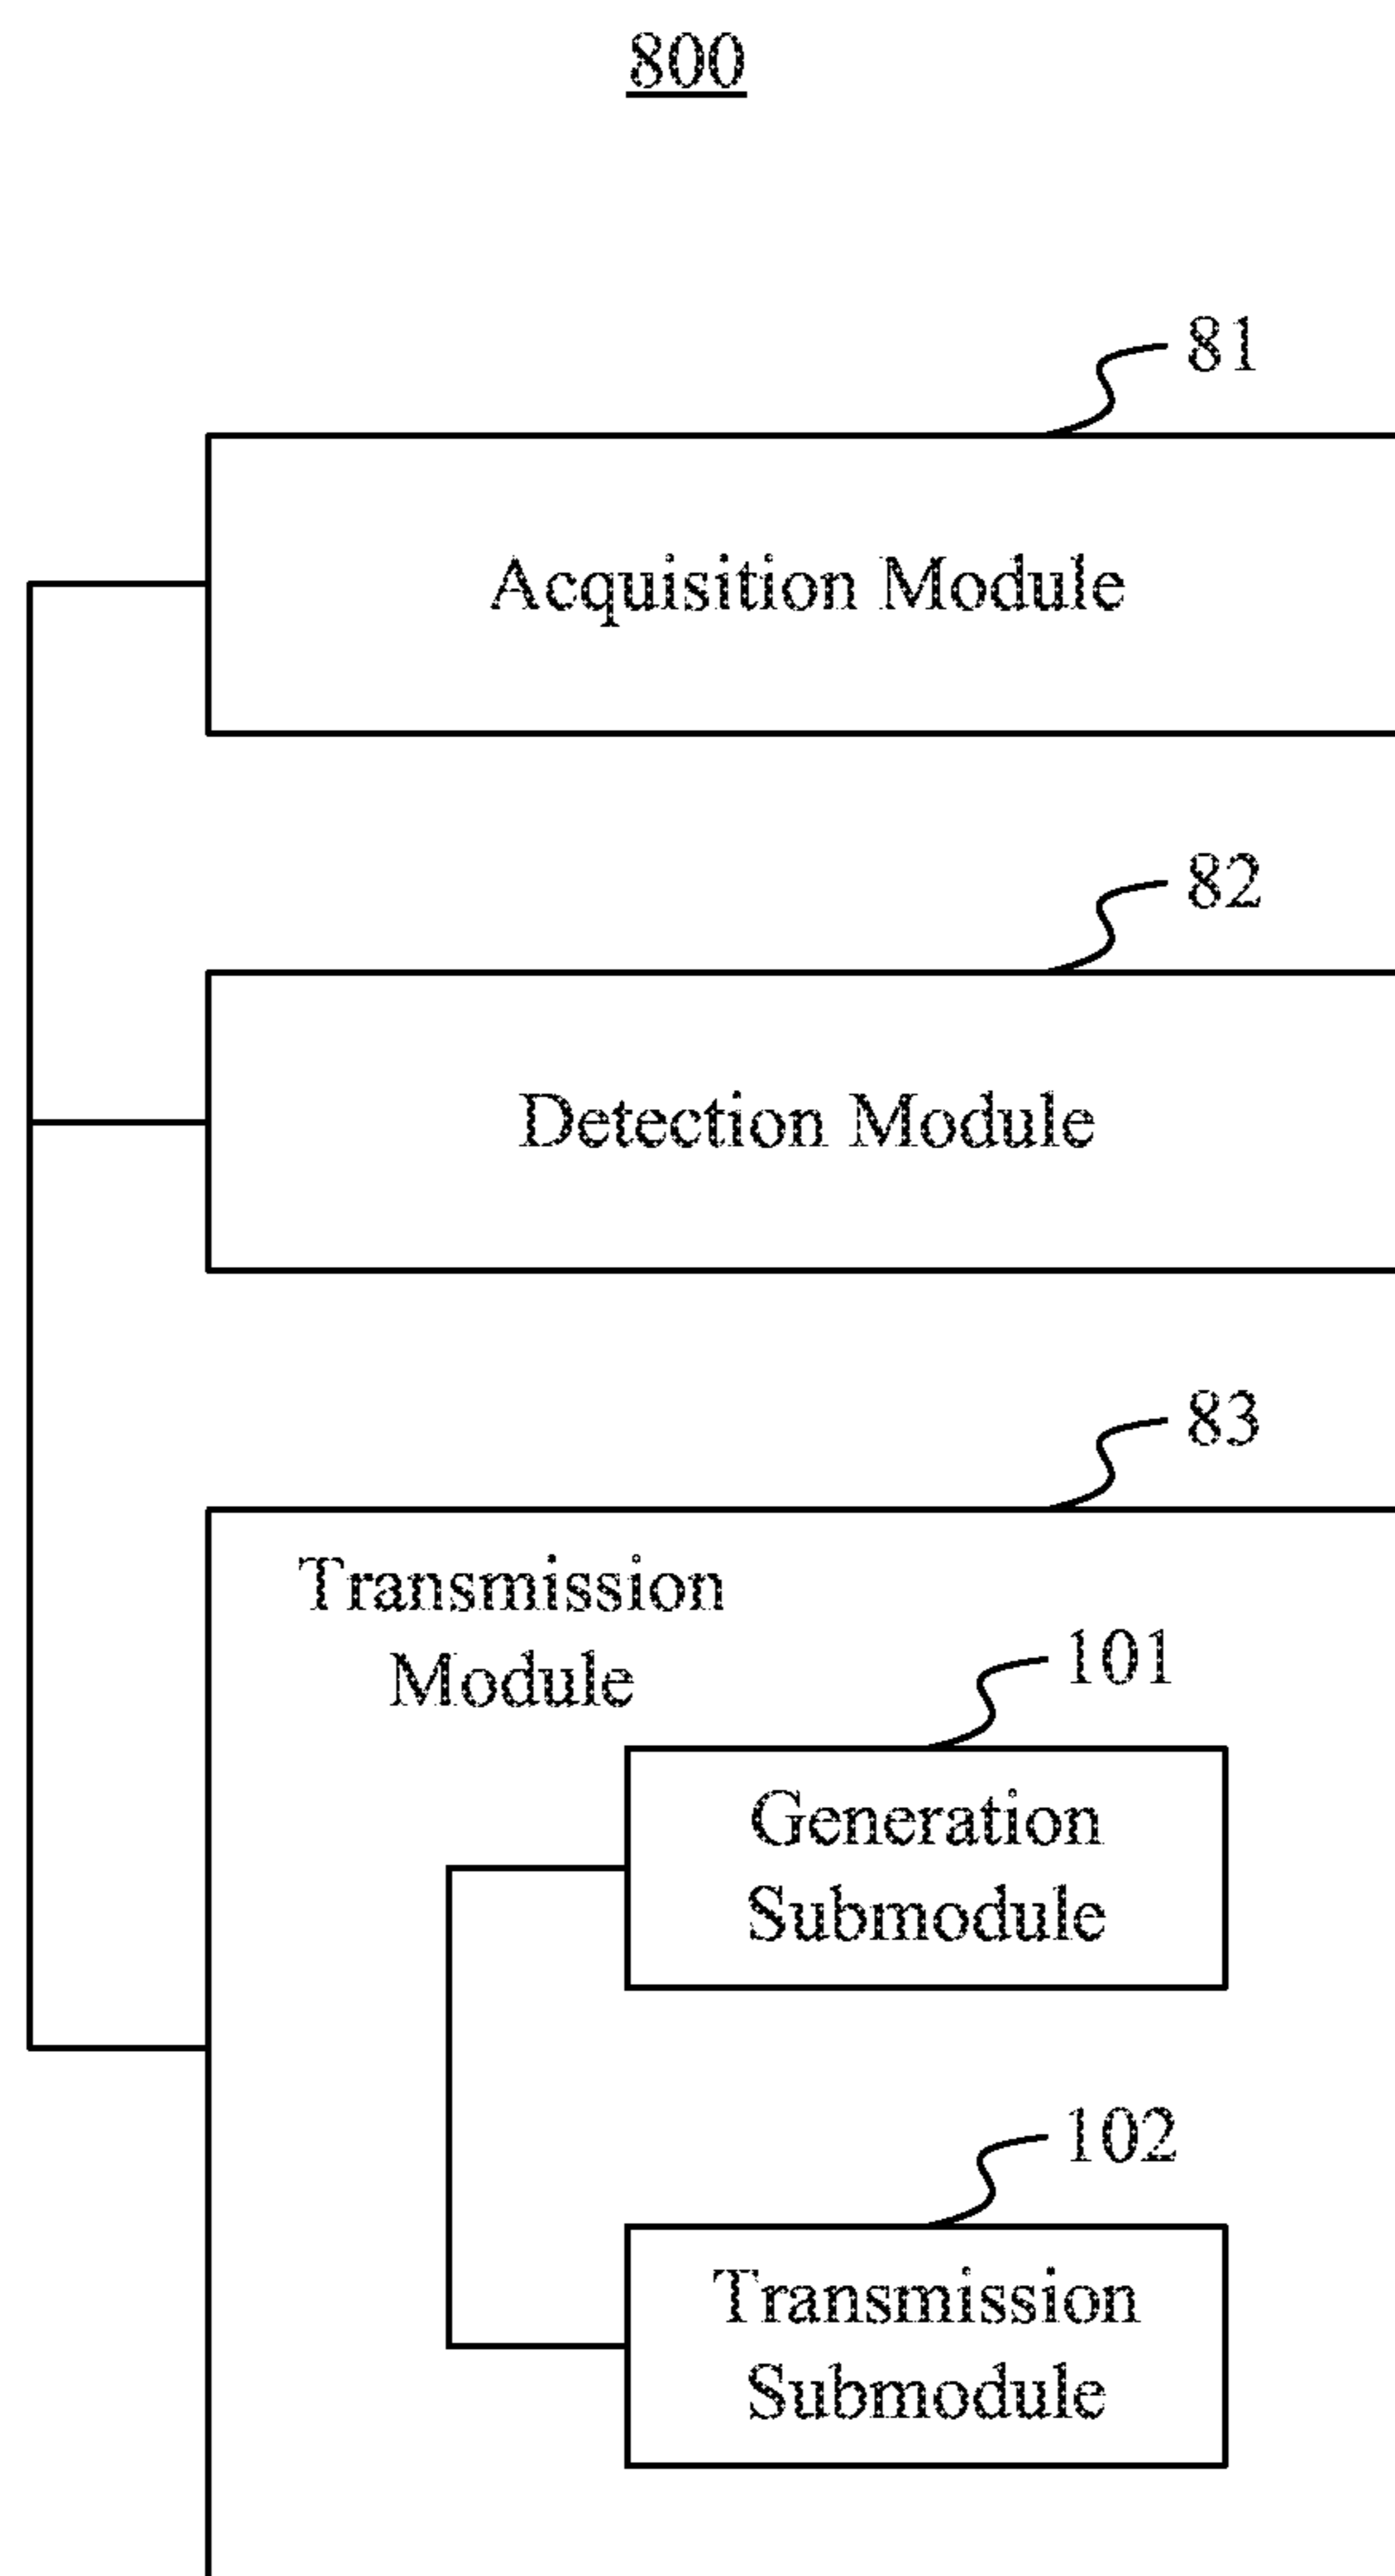 800
81
Acquisition Module
82
Detection Module
83
Transmission
Module
101
Generation
Submodule
102
Transmission
Submodule